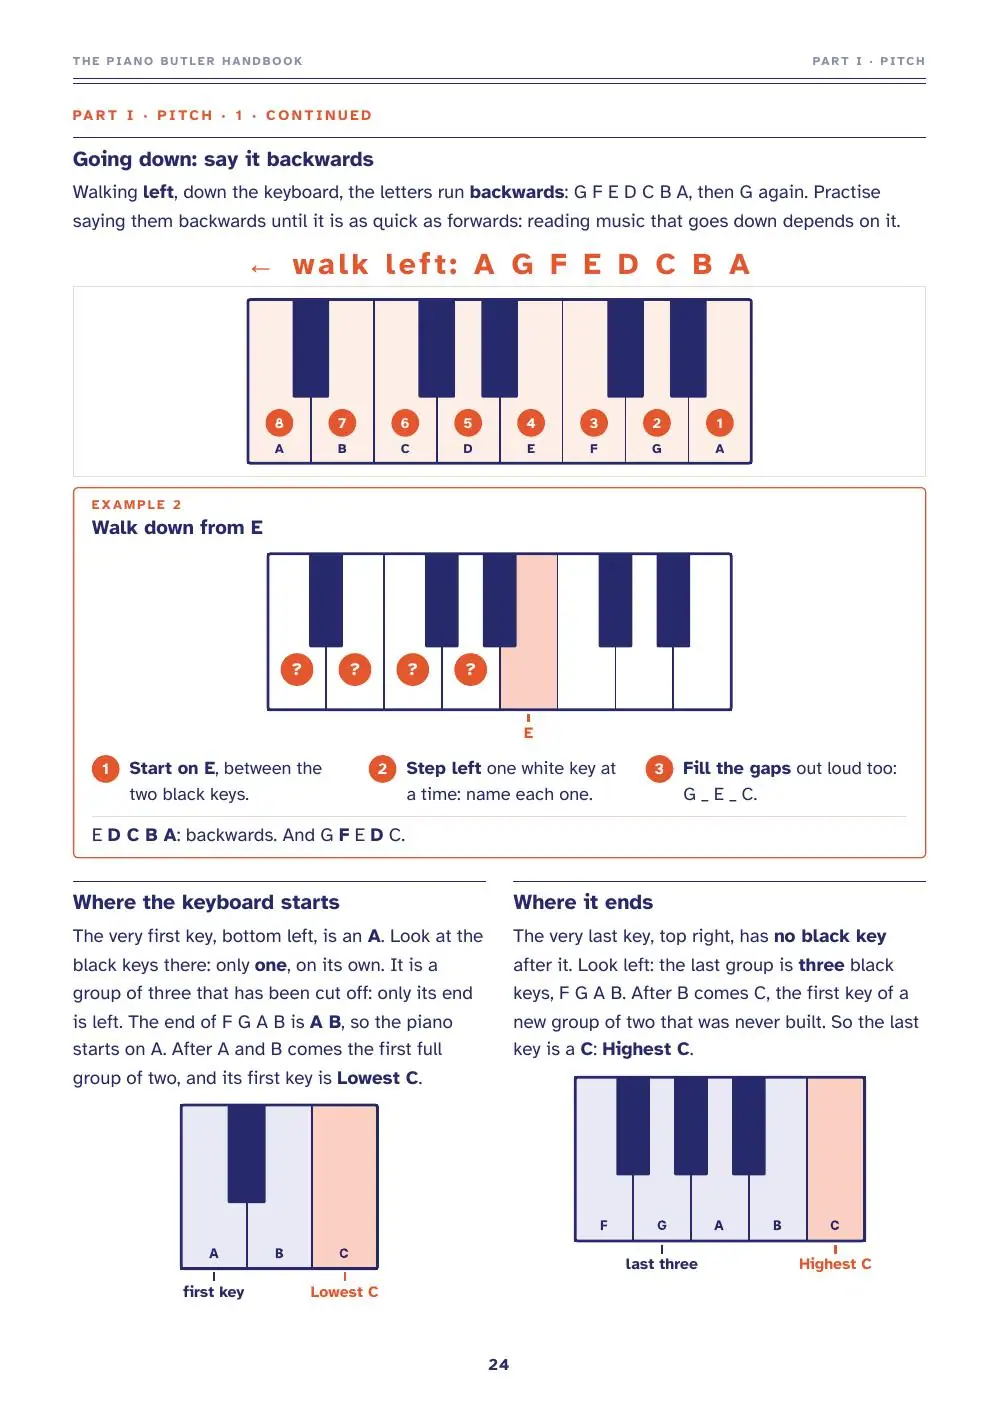 THE PIANO BUTLER HANDBOOK
PART I · PITCH
PART I · PITCH · 1 · CONTINUED
Going down: say it backwards
Walking left, down the keyboard, the letters run backwards: G F E D C B A, then G again. Practise
saying them backwards until it is as quick as forwards: reading music that goes down depends on it.
← walk left: A G F E D C B A
8 7 6 5 4 3 2 1
A B C D E F G A
EXAMPLE 2
Walk down from E
? ? ? ?
E
1 Start on E, between the
two black keys.
2 Step left one white key at
a time: name each one.
3 Fill the gaps out loud too:
G _ E _ C.
E D C B A: backwards. And G F E D C.
Where the keyboard starts
The very first key, bottom left, is an A. Look at the
black keys there: only one, on its own. It is a
group of three that has been cut off: only its end
is left. The end of F G A B is A B, so the piano
starts on A. After A and B comes the first full
group of two, and its first key is Lowest C.
A B C
first key Lowest C
Where it ends
The very last key, top right, has no black key
after it. Look left: the last group is three black
keys, F G A B. After B comes C, the first key of a
new group of two that was never built. So the last
key is a C: Highest C.
F G A B C
last three Highest C
24